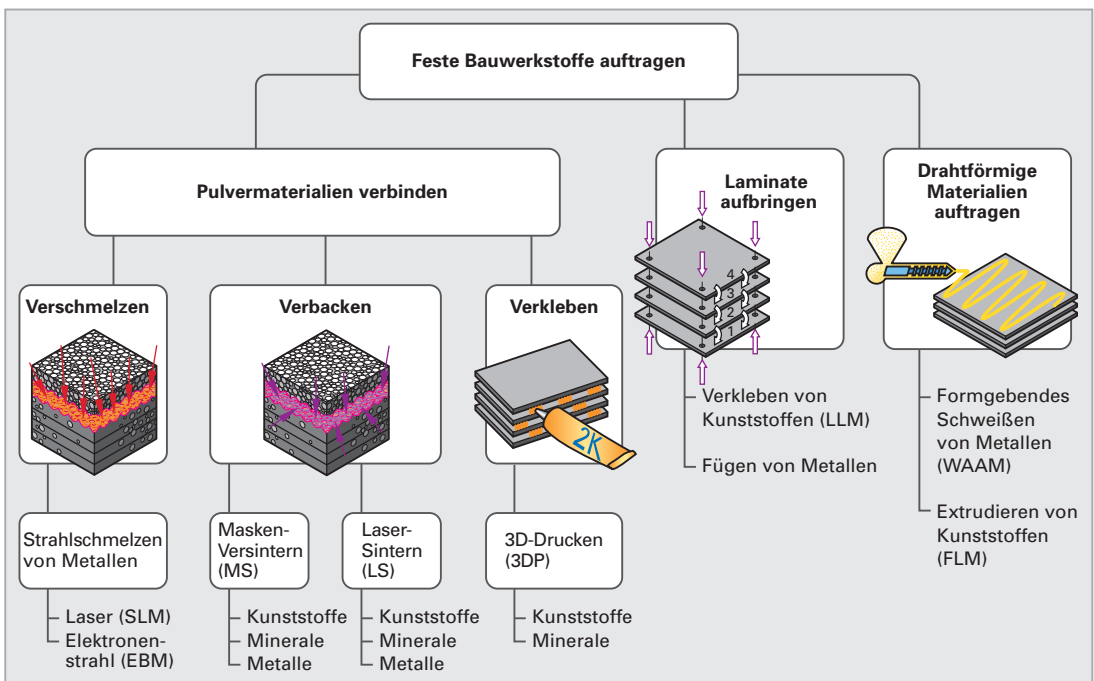 Feste Bauwerkstoffe auftragen
Pulvermaterialien verbinden
Laminate
aufbringen
4
3
2
1
Drahtförmige
Materialien
auftragen
Verschmelzen
Verbacken
Verkleben
2K
Verkleben von
Kunststoffen (LLM)
Fügen von Metallen
Formgebendes
Schweißen
von Metallen
(WAAM)
Extrudieren von
Kunststoffen
(FLM)
Strahlschmelzen
von Metallen
Masken-
Versintern
(MS)
Laser-
Sintern
(LS)
3D-Drucken
(3DP)
Laser (SLM)
Elektronen-
strahl (EBM)
Kunststoffe
Minerale
Metalle
Kunststoffe
Minerale
Metalle
Kunststoffe
Minerale